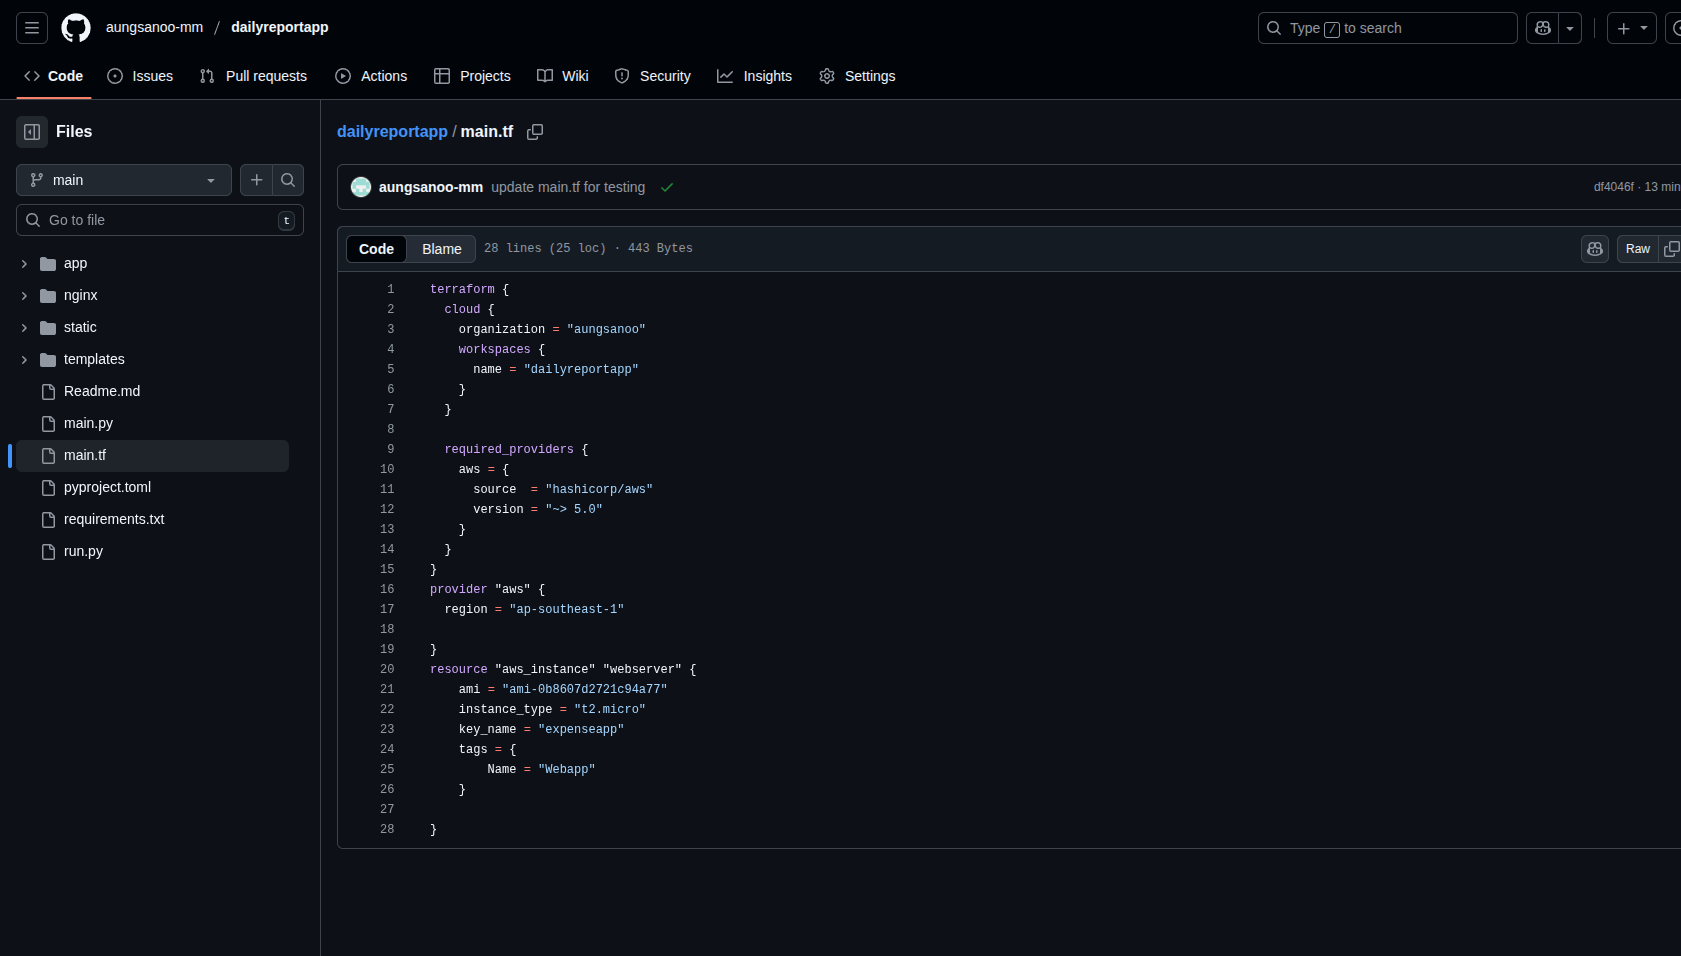 aungsanoo-mm / dailyreportapp
Type / to search
Code Issues Pull requests Actions Projects Wiki Security Insights Settings
Files
main
Go to file t
app
nginx
static
templates
Readme.md
main.py
main.tf
pyproject.toml
requirements.txt
run.py
dailyreportapp / main.tf
aungsanoo-mm update main.tf for testing
df4046f · 13 min
Code Blame 28 lines (25 loc) · 443 Bytes
Raw
1 terraform {
2   cloud {
3     organization = "aungsanoo"
4     workspaces {
5       name = "dailyreportapp"
6     }
7   }
8
9   required_providers {
10     aws = {
11       source  = "hashicorp/aws"
12       version = "~> 5.0"
13     }
14   }
15 }
16 provider "aws" {
17   region = "ap-southeast-1"
18
19 }
20 resource "aws_instance" "webserver" {
21     ami = "ami-0b8607d2721c94a77"
22     instance_type = "t2.micro"
23     key_name = "expenseapp"
24     tags = {
25         Name = "Webapp"
26     }
27
28 }